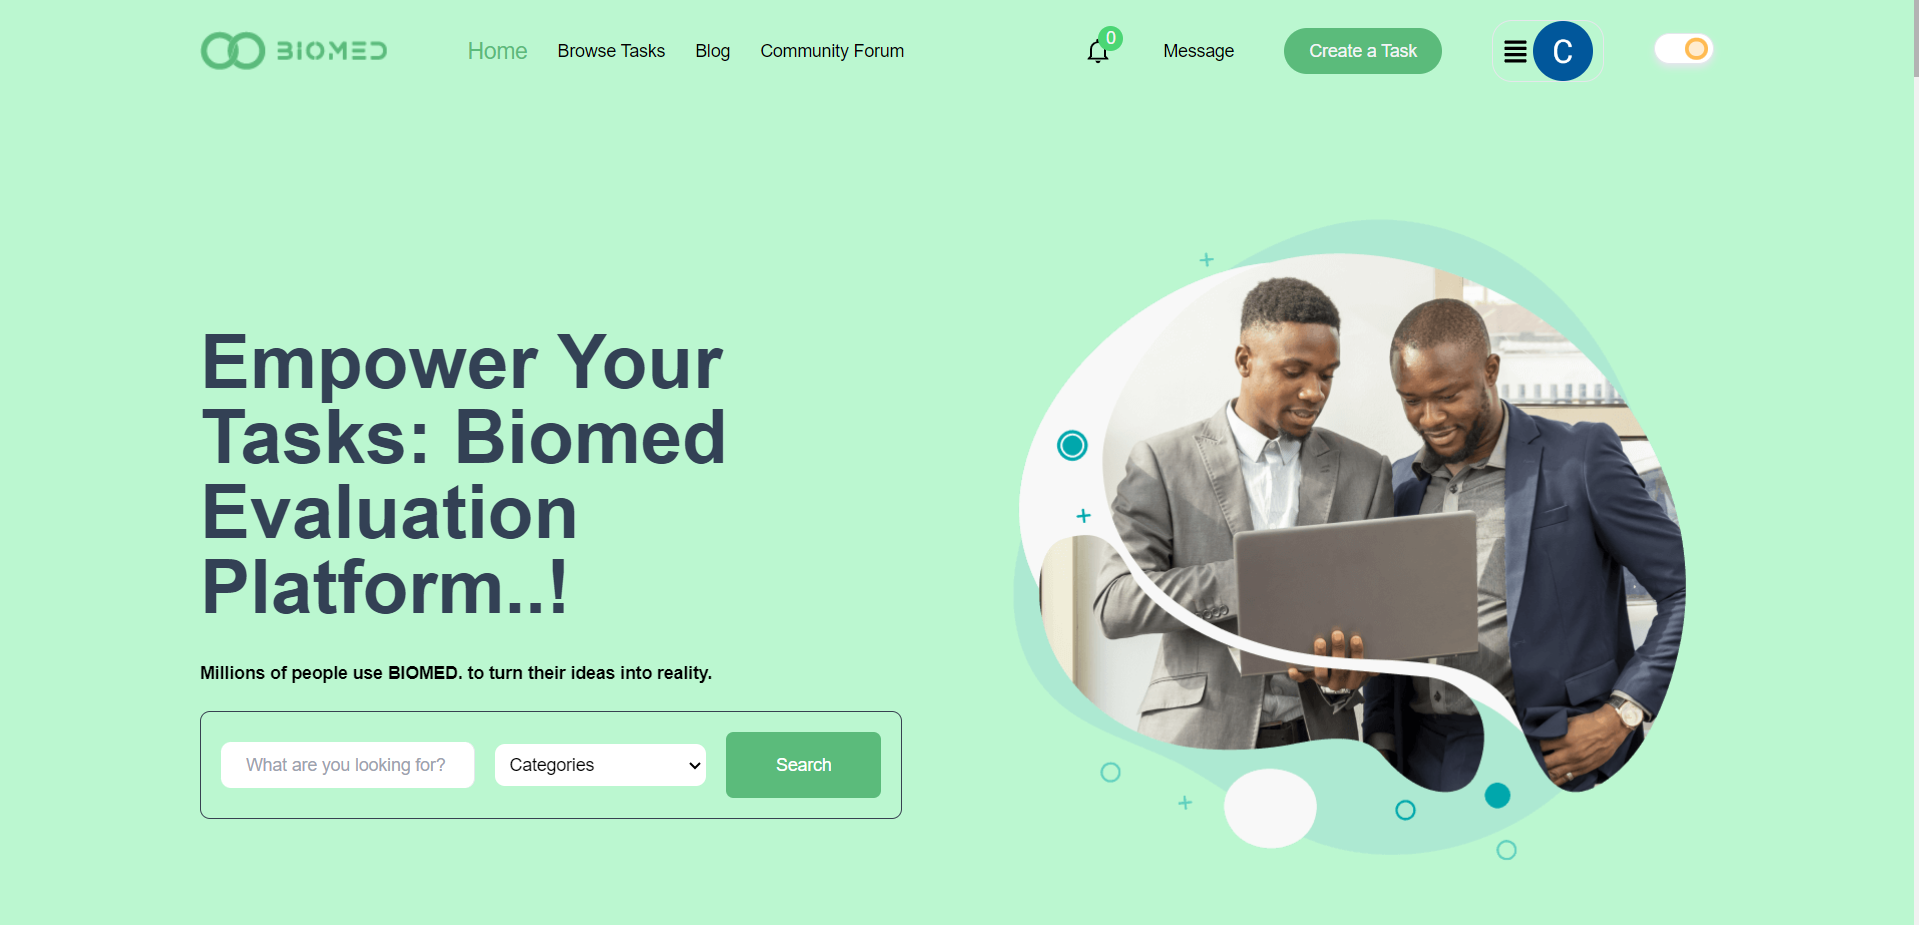 BIOMED
Home Browse Tasks Blog Community Forum 0 Message Create a Task C
Empower Your
Tasks: Biomed
Evaluation
Platform..!
Millions of people use BIOMED. to turn their ideas into reality.
What are you looking for? Categories Search